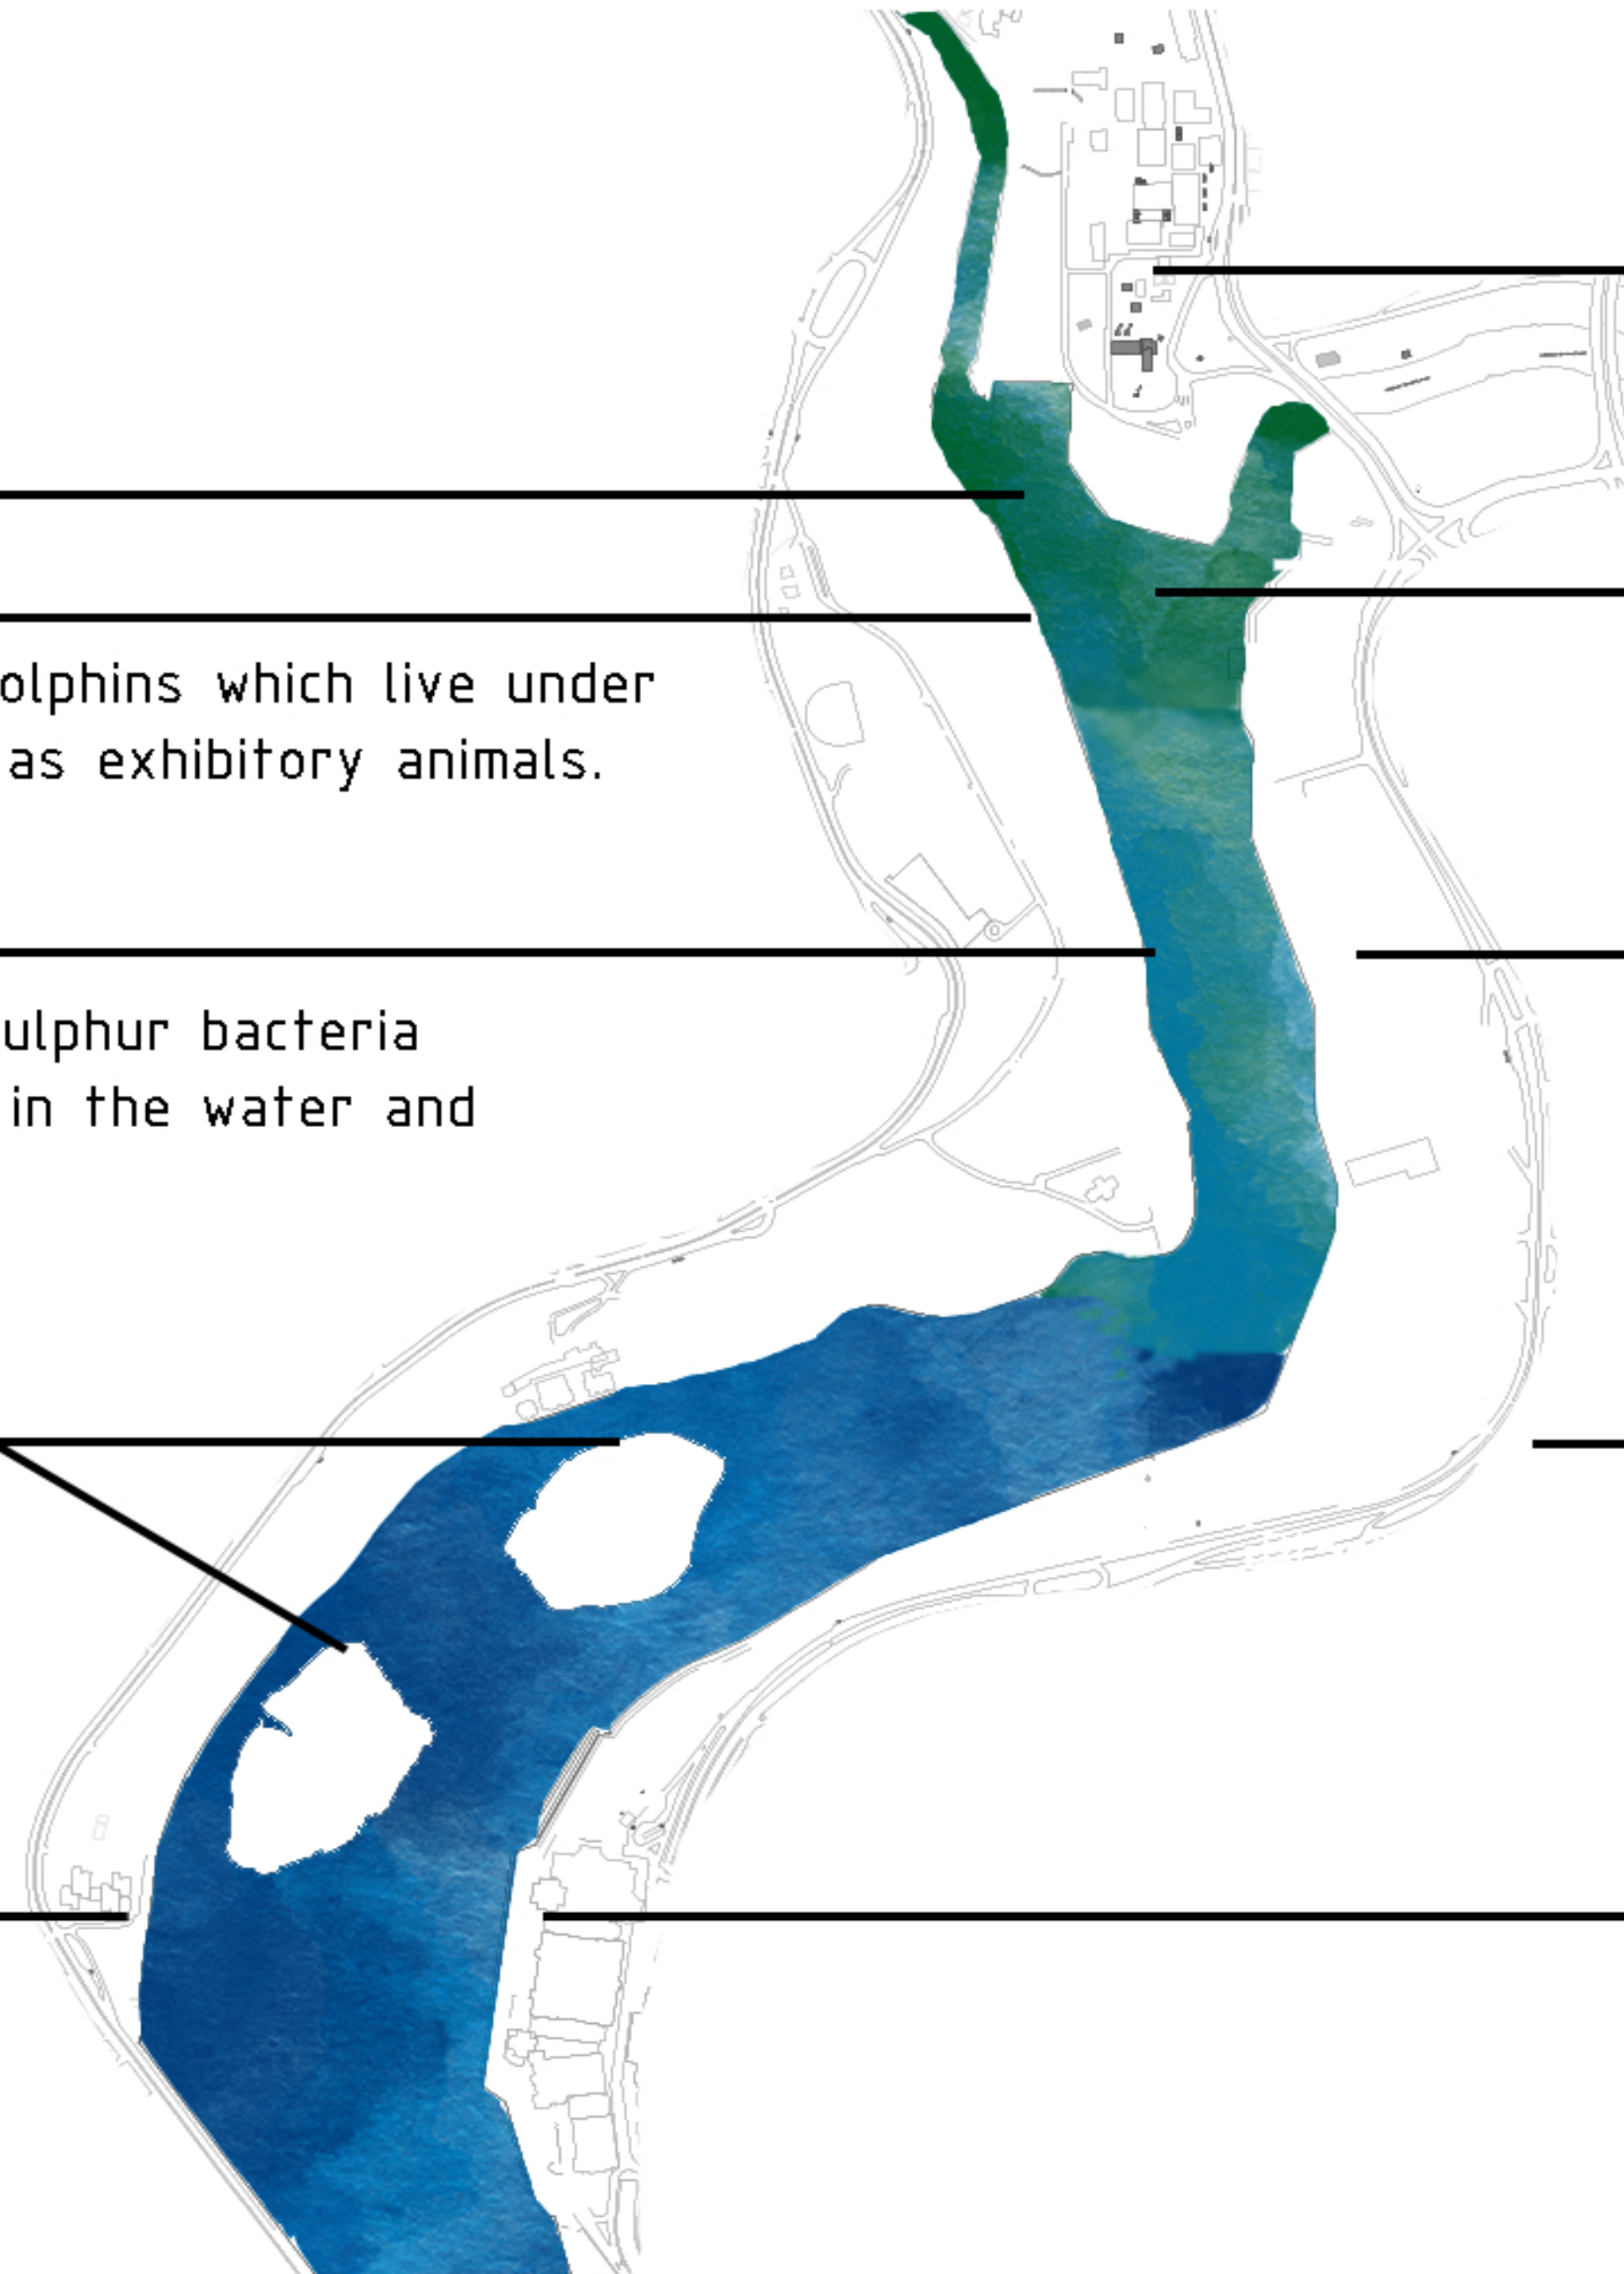 olphins which live under
as exhibitory animals.
ulphur bacteria
in the water and